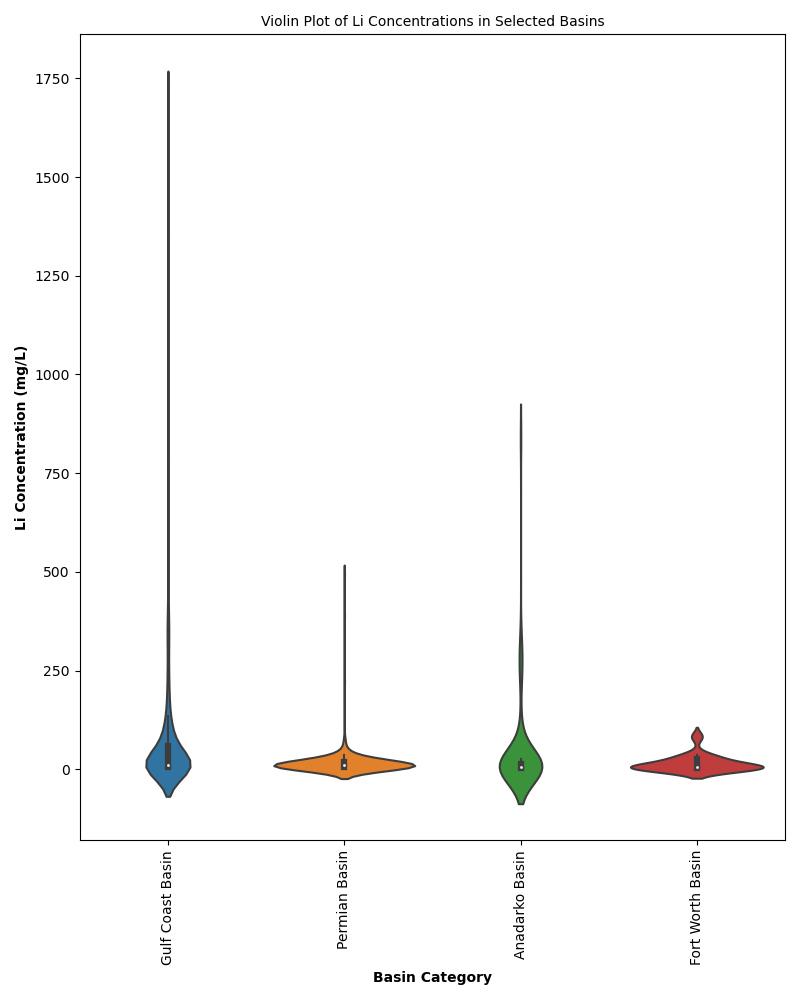 Violin Plot of Li Concentrations in Selected Basins
1750
1500
1250
1000
750
500
250
0
Li Concentration (mg/L)
Gulf Coast Basin
Permian Basin
Anadarko Basin
Fort Worth Basin
Basin Category